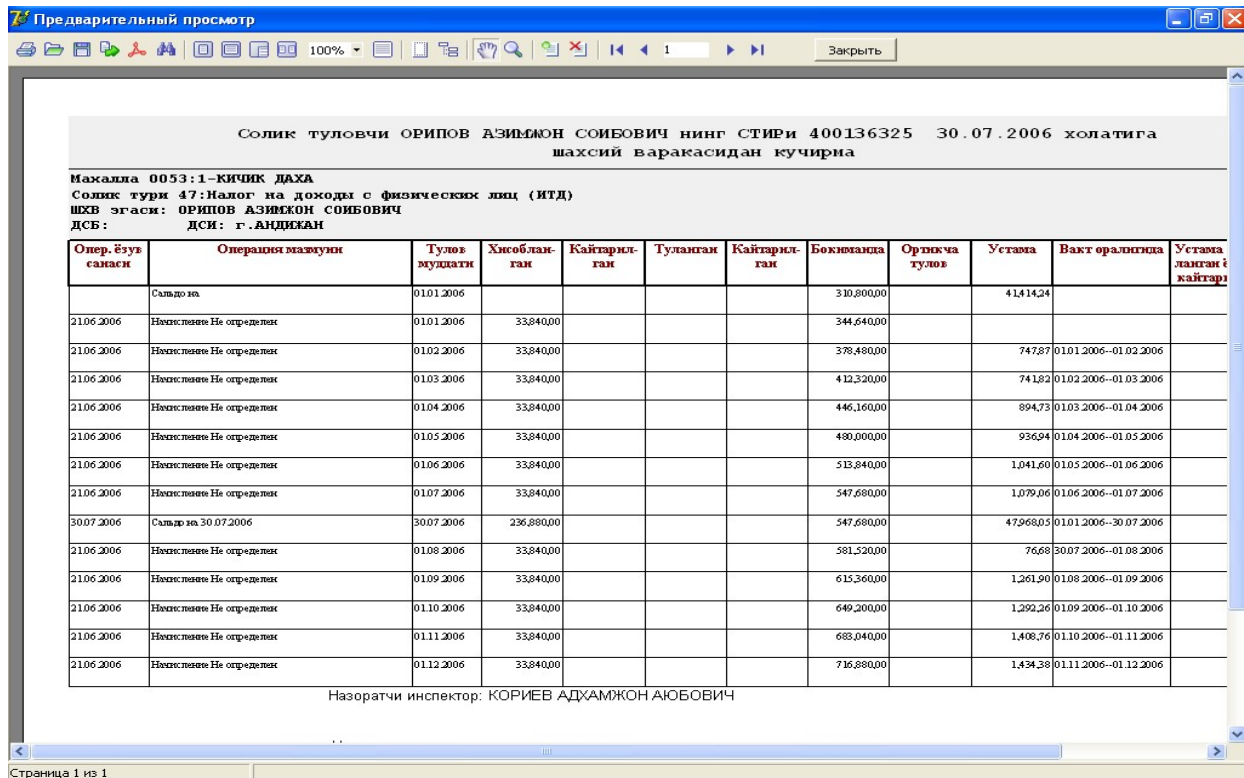 Предварительный просмотр
100% 1 Закрыть
Солик туловчи ОРИПОВ АЗИМЖОН СОИБОВИЧ нинг СТИРи 400136325 30.07.2006 холатига
шахсий варакасидан кучирма
Махалла 0053:1-КИЧИК ДАХА
Солик тури 47:Налог на доходы с физических лиц (ИТД)
ШХВ эгаси: ОРИПОВ АЗИМЖОН СОИБОВИЧ
ДСБ: ДСИ: г.АНДИЖАН
Опер. ёзув Операция мазмуни Тулов Хисоблан- Кайтарил- Туланган Кайтарил- Бокиманда Ортикча Устама Вакт оралигида Устама
санаси муддати ган ган ган тулов
Сальдо на 01.01.2006 310,800,00 41,414,24
21.06.2006 Начисление Не определен 01.01.2006 33,840,00 344,640,00
21.06.2006 Начисление Не определен 01.02.2006 33,840,00 378,480,00 747,87 01.01.2006--01.02.2006
21.06.2006 Начисление Не определен 01.03.2006 33,840,00 412,320,00 741,82 01.02.2006--01.03.2006
21.06.2006 Начисление Не определен 01.04.2006 33,840,00 446,160,00 894,73 01.03.2006--01.04.2006
21.06.2006 Начисление Не определен 01.05.2006 33,840,00 480,000,00 936,94 01.04.2006--01.05.2006
21.06.2006 Начисление Не определен 01.06.2006 33,840,00 513,840,00 1,041,60 01.05.2006--01.06.2006
21.06.2006 Начисление Не определен 01.07.2006 33,840,00 547,680,00 1,079,06 01.06.2006--01.07.2006
30.07.2006 Сальдо на 30.07.2006 30.07.2006 236,880,00 547,680,00 47,968,05 01.01.2006--30.07.2006
21.06.2006 Начисление Не определен 01.08.2006 33,840,00 581,520,00 76,68 30.07.2006--01.08.2006
21.06.2006 Начисление Не определен 01.09.2006 33,840,00 615,360,00 1,261,90 01.08.2006--01.09.2006
21.06.2006 Начисление Не определен 01.10.2006 33,840,00 649,200,00 1,292,26 01.09.2006--01.10.2006
21.06.2006 Начисление Не определен 01.11.2006 33,840,00 683,040,00 1,408,76 01.10.2006--01.11.2006
21.06.2006 Начисление Не определен 01.12.2006 33,840,00 716,880,00 1,434,38 01.11.2006--01.12.2006
Назоратчи инспектор: КОРИЕВ АДХАМЖОН АЮБОВИЧ
Страница 1 из 1